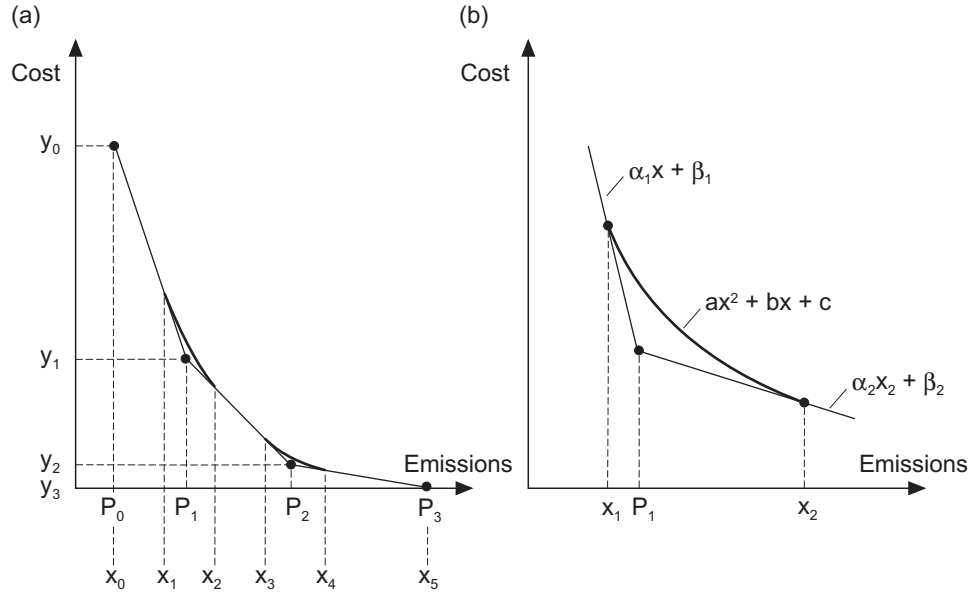 (a)
Cost
y₀
y₁
y₂
y₃
Emissions
P₀ P₁ P₂ P₃
x₀ x₁ x₂ x₃ x₄ x₅
(b)
Cost
α₁x + β₁
ax² + bx + c
α₂x₂ + β₂
Emissions
x₁ P₁ x₂